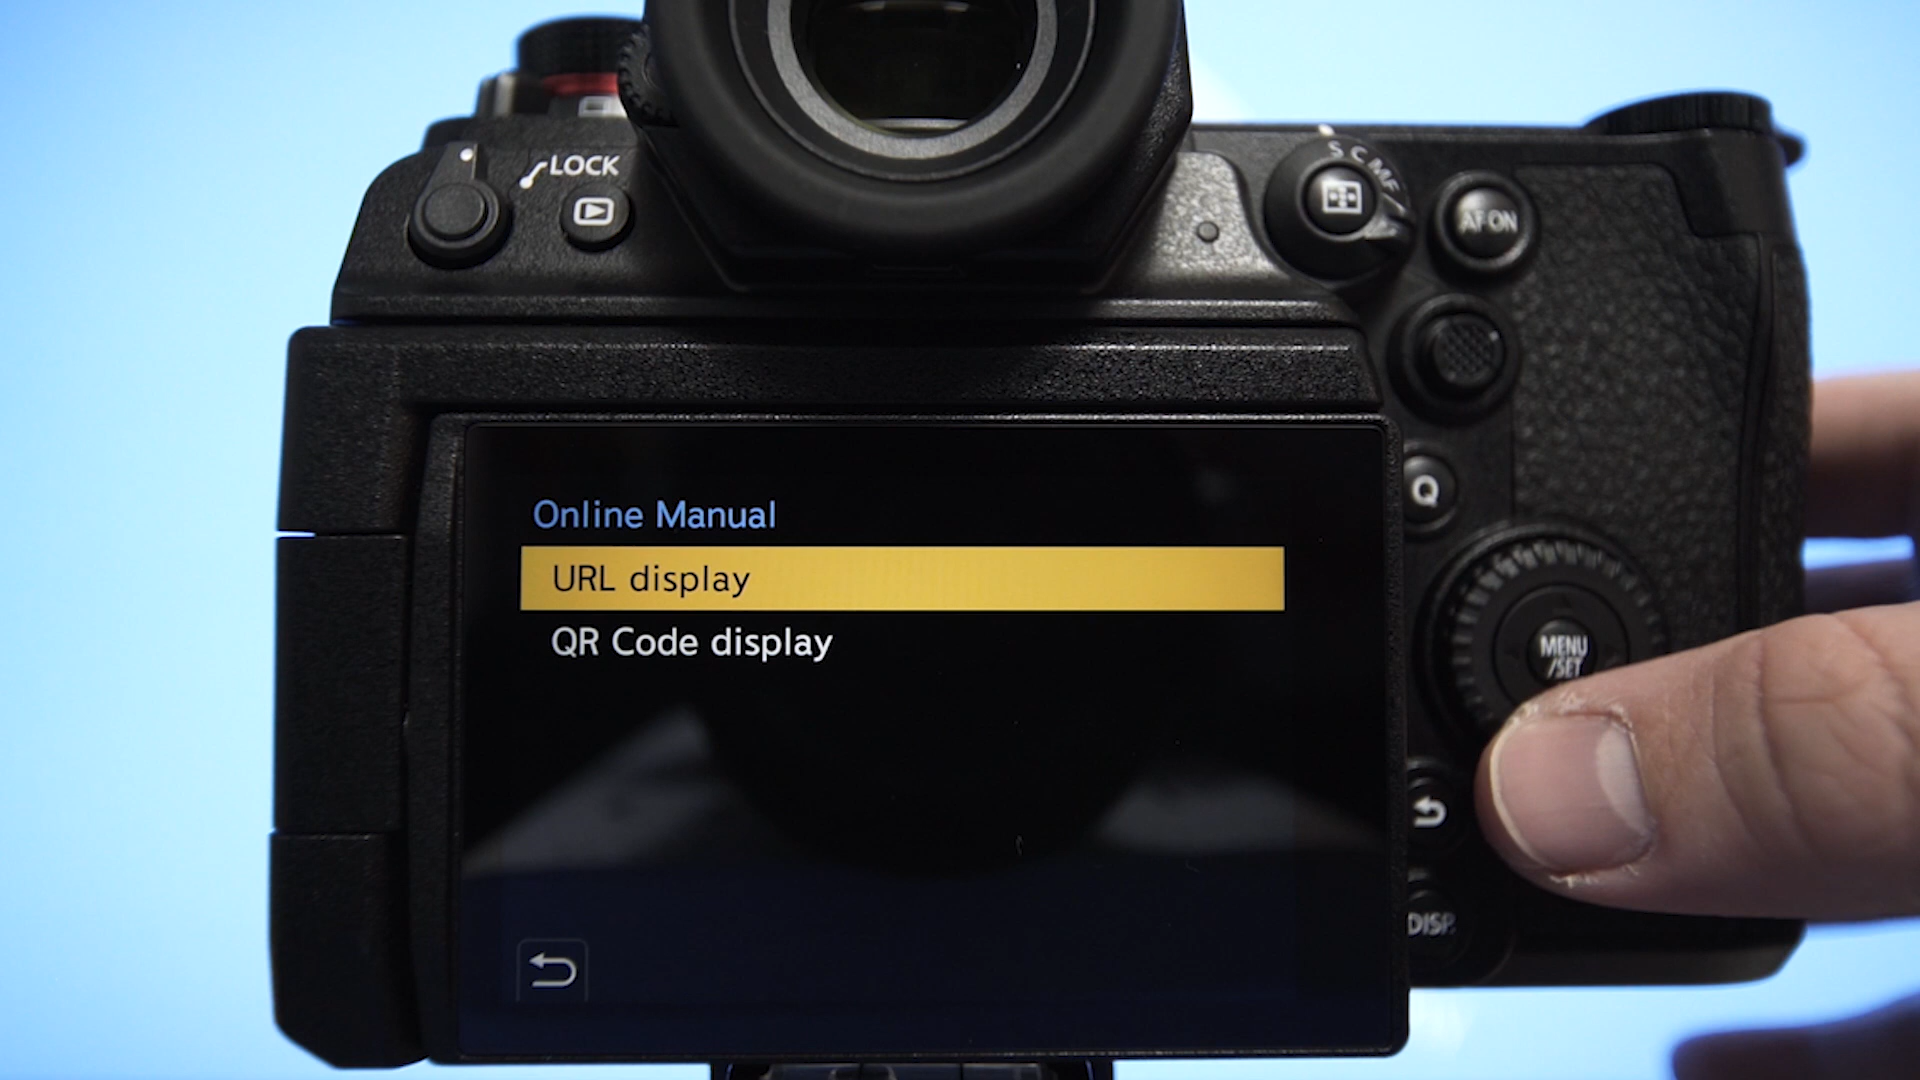 LOCK
S C MF
AF ON
Q
Online Manual
URL display
QR Code display
MENU
/SET
DISP.